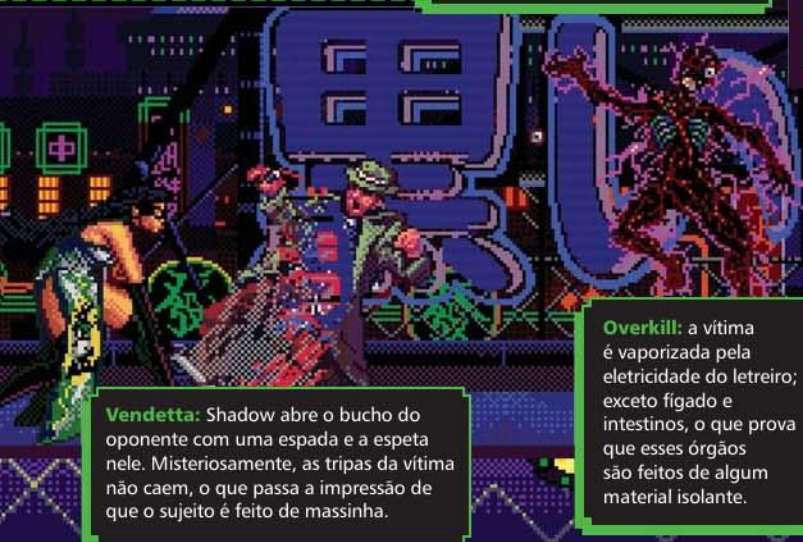 Vendetta: Shadow abre o bucho do
oponente com uma espada e a espeta
nele. Misteriosamente, as tripas da vítima
não caem, o que passa a impressão de
que o sujeito é feito de massinha.
Overkill: a vítima
é vaporizada pela
eletricidade do letreiro;
exceto fígado e
intestinos, o que prova
que esses órgãos
são feitos de algum
material isolante.